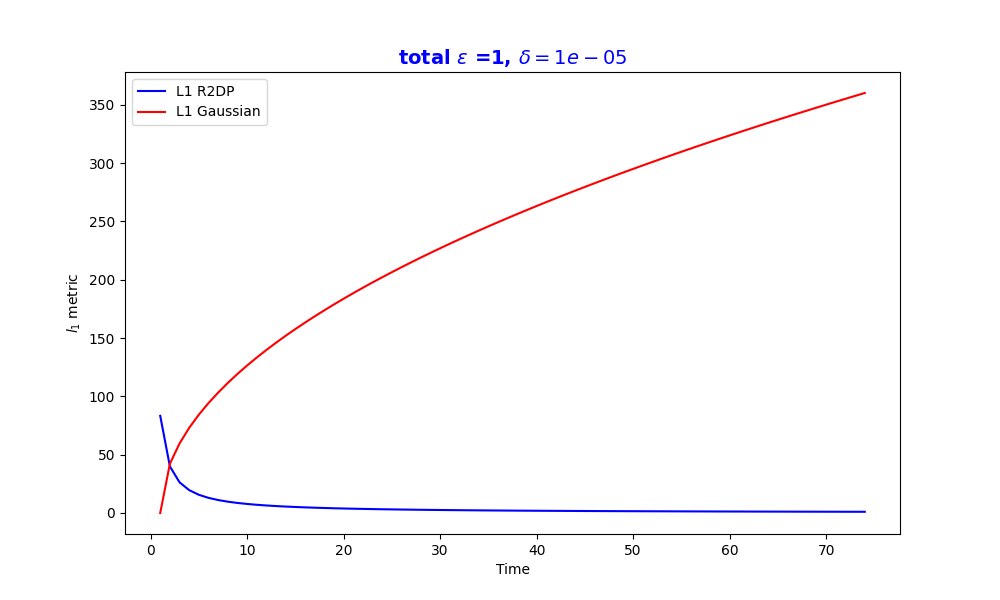 total ε =1, δ = 1e − 05
L1 R2DP
L1 Gaussian
350
300
250
200
150
100
50
0
l₁ metric
0 10 20 30 40 50 60 70
Time